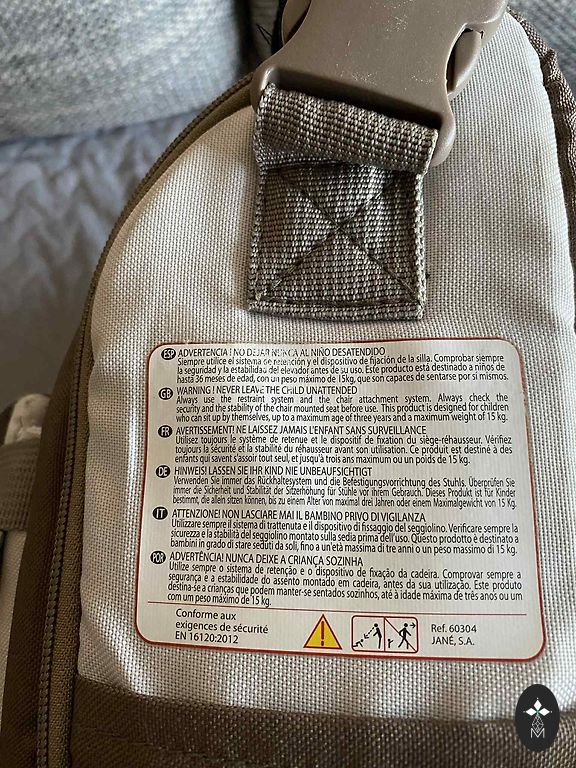 ESP ADVERTENCIA! NO DEJAR NUNCA AL NIÑO DESATENDIDO
Siempre utilice el sistema de retención y el dispositivo de fijación de la silla. Comprobar siempre
la seguridad y la estabilidad del elevador antes de su uso. Este producto está destinado a niños de
hasta 36 meses de edad, con un peso máximo de 15kg, que son capaces de sentarse por sí mismos.
GB WARNING! NEVER LEAVE THE CHILD UNATTENDED
Always use the restraint system and the chair attachment system. Always check the
security and the stability of the chair mounted seat before use. This product is designed for children
who can sit up by themselves, up to a maximum age of three years and a maximum weight of 15 kg.
FR AVERTISSEMENT! NE LAISSEZ JAMAIS L'ENFANT SANS SURVEILLANCE
Utilisez toujours le système de retenue et le dispositif de fixation du siège-réhausseur. Vérifiez
toujours la sécurité et la stabilité du réhausseur avant son utilisation. Ce produit est destiné à des
enfants qui savent s'assoir tout seul, et jusqu'à trois ans maximum ou un poids de 15 kg.
DE HINWEIS! LASSEN SIE IHR KIND NIE UNBEAUFSICHTIGT
Verwenden Sie immer das Rückhaltesystem und die Befestigungsvorrichtung des Stuhls. Überprüfen Sie
immer die Sicherheit und Stabilität der Sitzerhöhung für Stühle vor ihrem Gebrauch. Dieses Produkt ist für Kinder
bestimmt, die allein sitzen können, bis zu einem Alter von maximal drei Jahren oder einem Maximalgewicht von 15 Kg.
IT ATTENZIONE! NON LASCIARE MAI IL BAMBINO PRIVO DI VIGILANZA
Utilizzare sempre il sistema di trattenuta e il dispositivo di fissaggio del seggiolino. Verificare sempre la
sicurezza e la stabilità del seggiolino montato sulla sedia prima dell'uso. Questo prodotto è destinato a
bambini in grado di stare seduti da soli, fino a un'età massima di tre anni o un peso massimo di 15 kg.
POR ADVERTÊNCIA! NUNCA DEIXE A CRIANÇA SOZINHA
Utilize sempre o sistema de retenção e o dispositivo de fixação da cadeira. Comprovar sempre a
segurança e a estabilidade do assento montado em cadeira, antes da sua utilização. Este produto
destina-se a crianças que podem manter-se sentados sozinhos, até à idade máxima de três anos ou um
com um peso máximo de 15 kg.
Conforme aux
exigences de sécurité
EN 16120:2012
Ref. 60304
JANÉ, S.A.
M